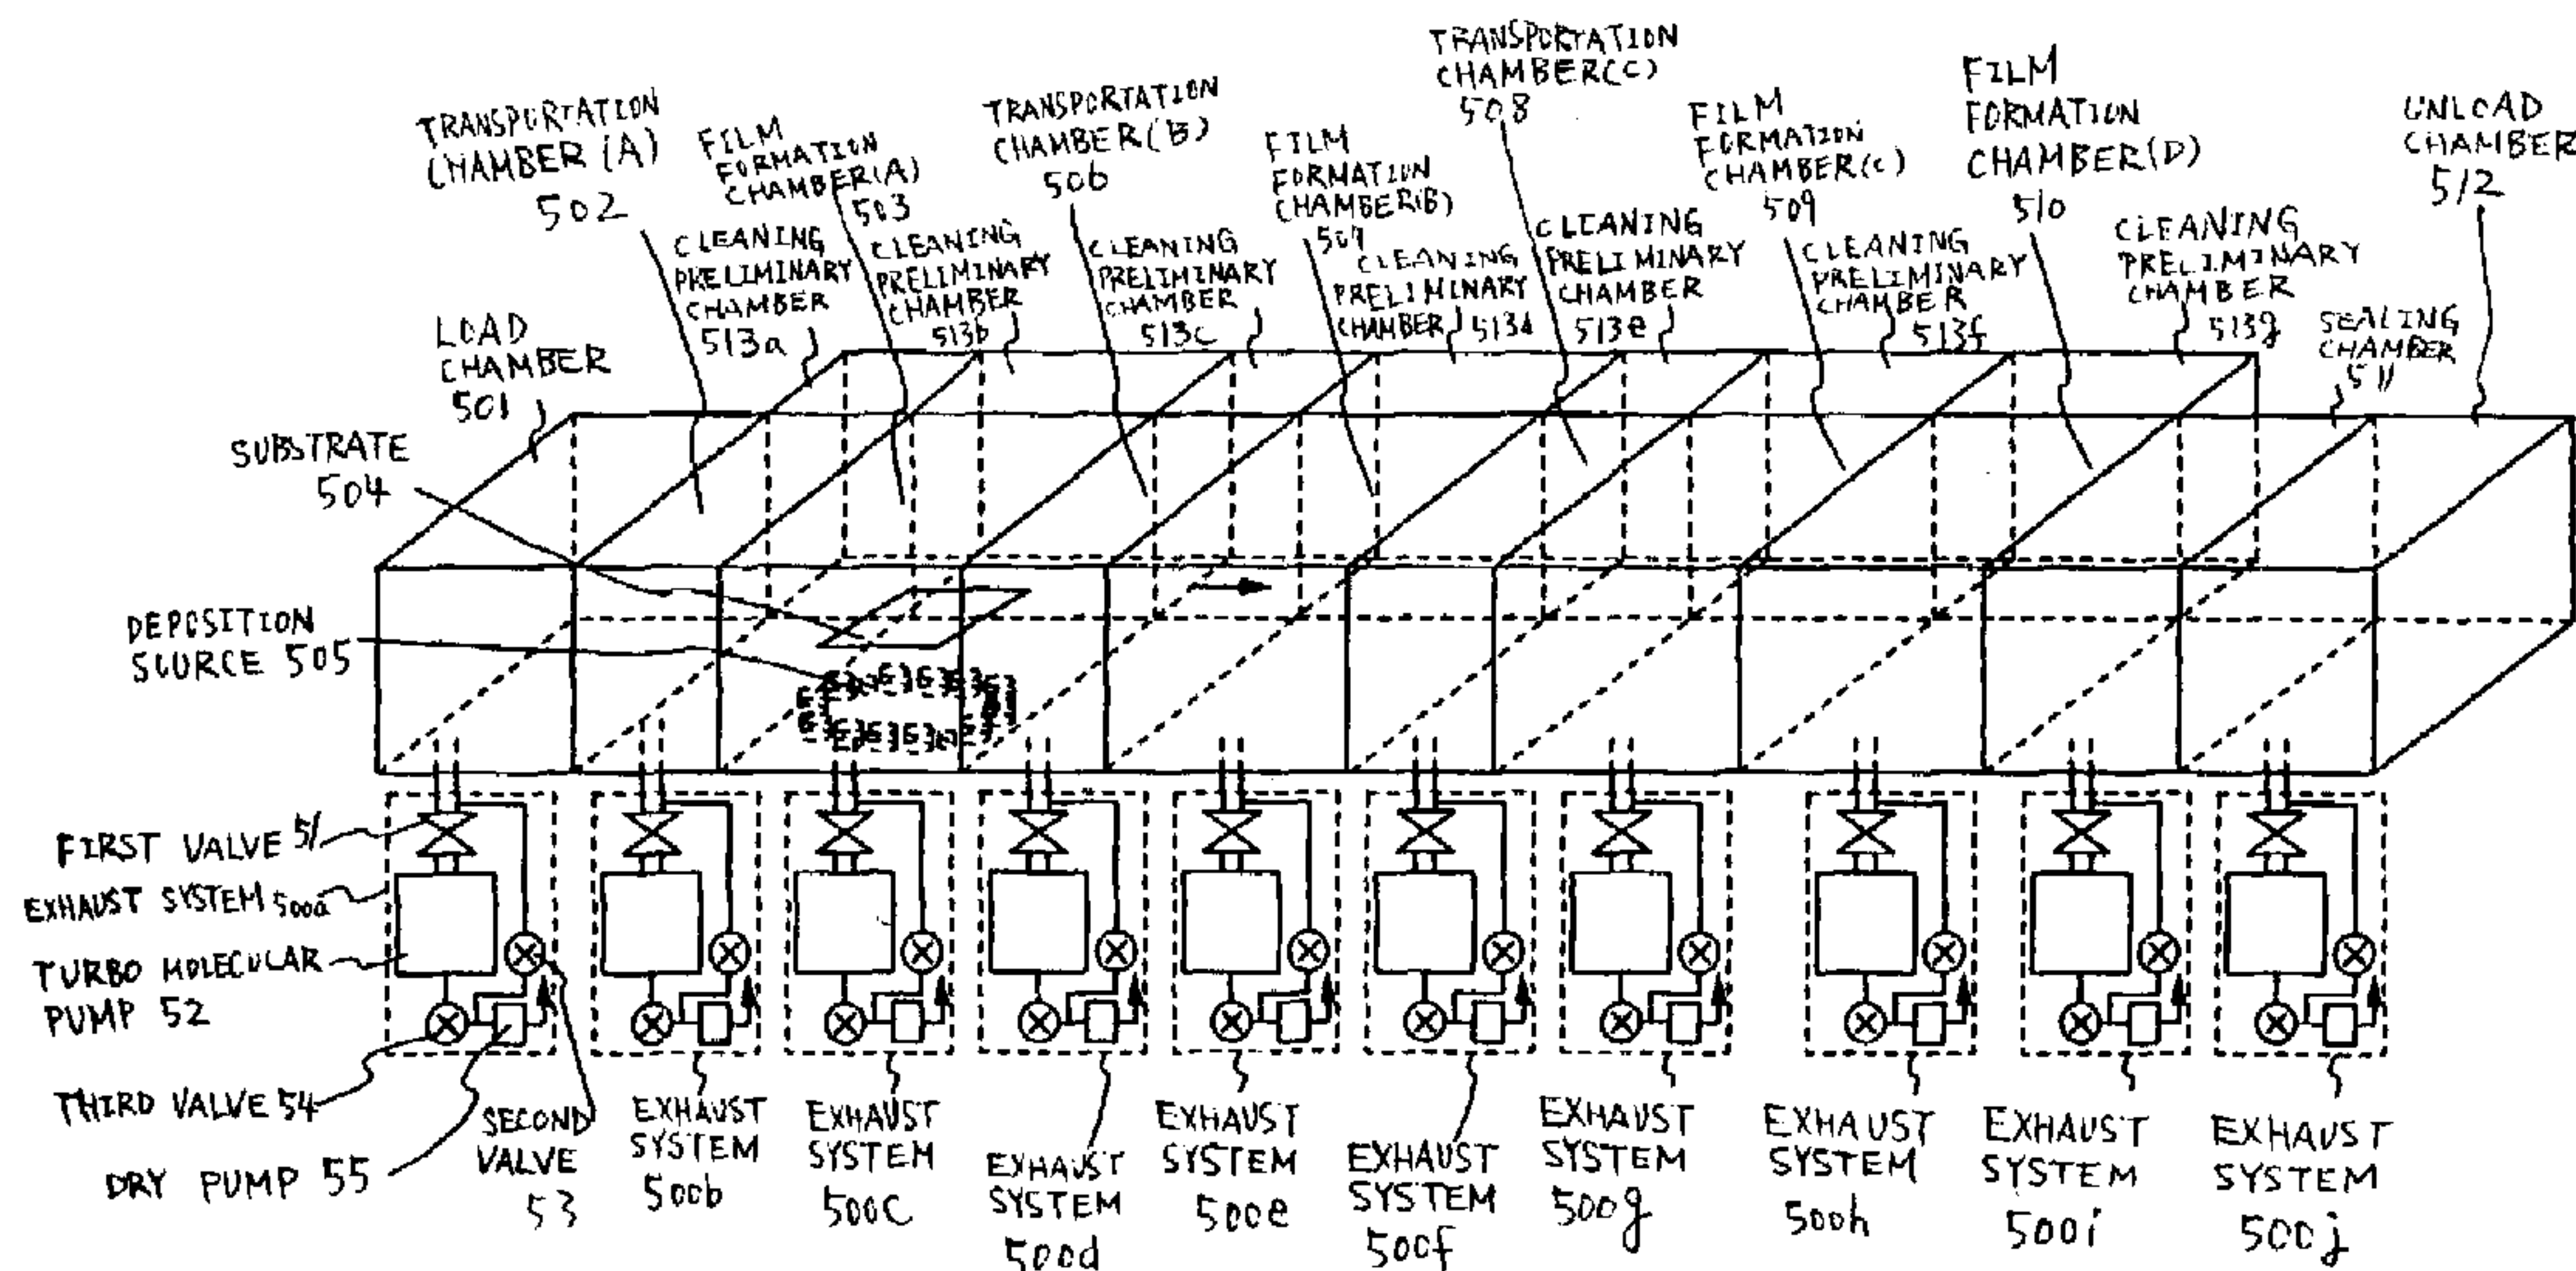 TRANSPORTATION
CHAMBER (A)
502
FILM
FORMATION
CHAMBER(A)
503
TRANSPORTATION
CHAMBER(B)
506
FILM
FORMATION
CHAMBER(B)
507
TRANSPORTATION
CHAMBER(C)
508
FILM
FORMATION
CHAMBER(C)
509
FILM
FORMATION
CHAMBER(D)
510
UNLOAD
CHAMBER
512
LOAD
CHAMBER
501
CLEANING
PRELIMINARY
CHAMBER
513a
CLEANING
PRELIMINARY
CHAMBER
513b
CLEANING
PRELIMINARY
CHAMBER
513c
CLEANING
PRELIMINARY
CHAMBER 513d
CLEANING
PRELIMINARY
CHAMBER
513e
CLEANING
PRELIMINARY
CHAMBER
513f
CLEANING
PRELIMINARY
CHAMBER
513g
SEALING
CHAMBER
511
SUBSTRATE
504
DEPOSITION
SOURCE 505
FIRST VALVE 51
EXHAUST SYSTEM 500a
TURBO MOLECULAR
PUMP 52
THIRD VALVE 54
DRY PUMP 55
SECOND
VALVE
53
EXHAUST
SYSTEM
500b
EXHAUST
SYSTEM
500c
EXHAUST
SYSTEM
500d
EXHAUST
SYSTEM
500e
EXHAUST
SYSTEM
500f
EXHAUST
SYSTEM
500g
EXHAUST
SYSTEM
500h
EXHAUST
SYSTEM
500i
EXHAUST
SYSTEM
500j